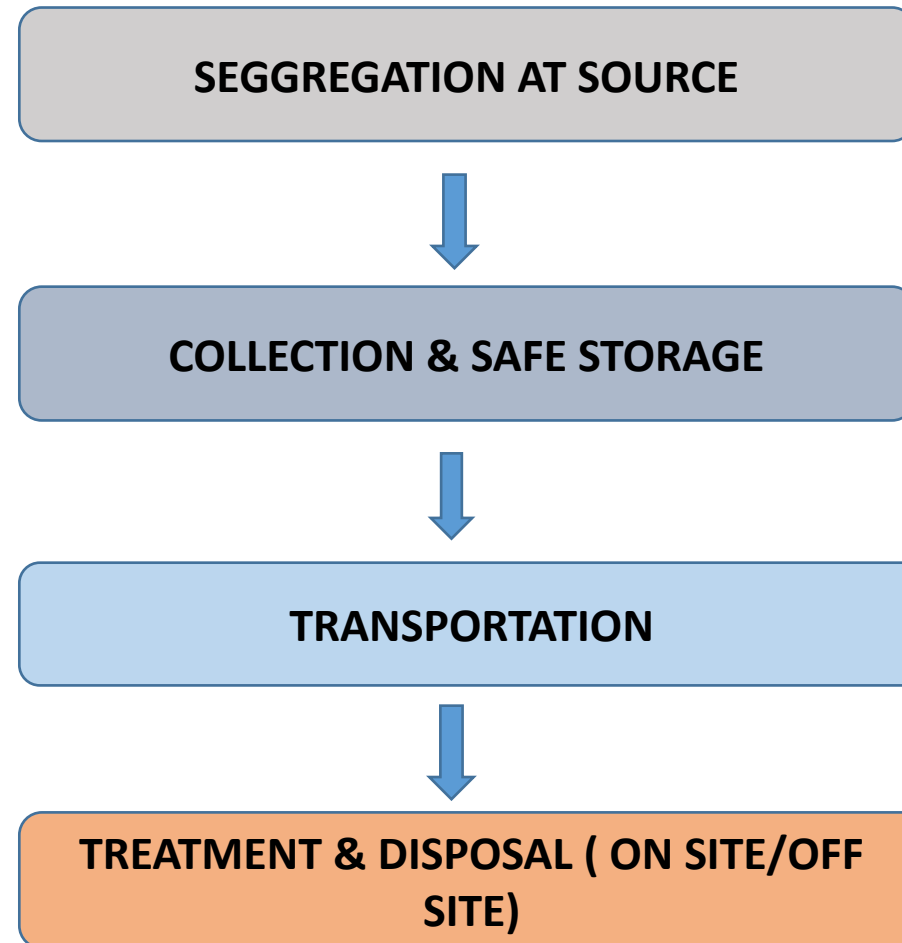 SEGGREGATION AT SOURCE
COLLECTION & SAFE STORAGE
TRANSPORTATION
TREATMENT & DISPOSAL ( ON SITE/OFF
SITE)